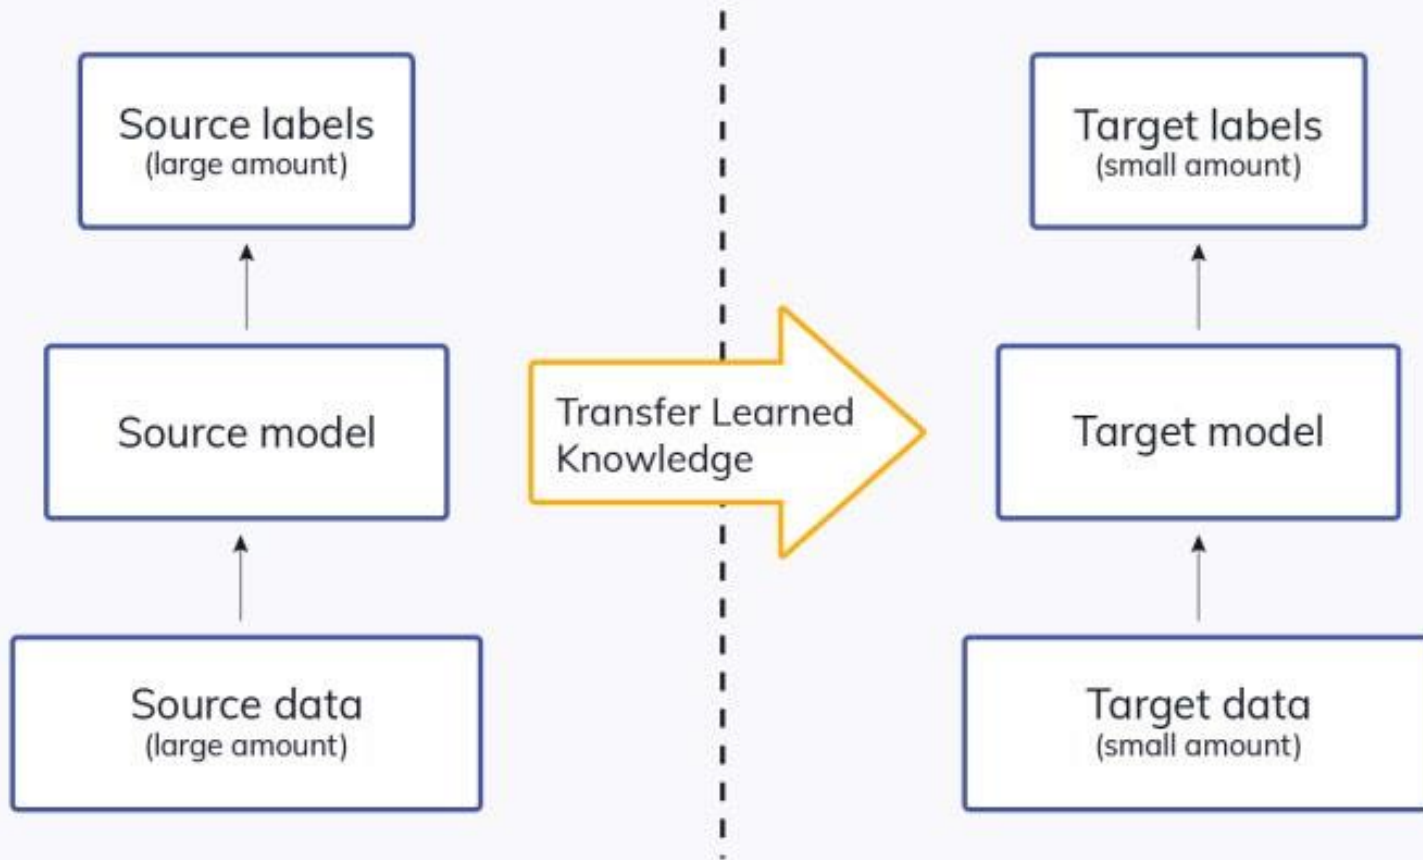 Source labels
(large amount)
Source model
Source data
(large amount)
Transfer Learned
Knowledge
Target labels
(small amount)
Target model
Target data
(small amount)